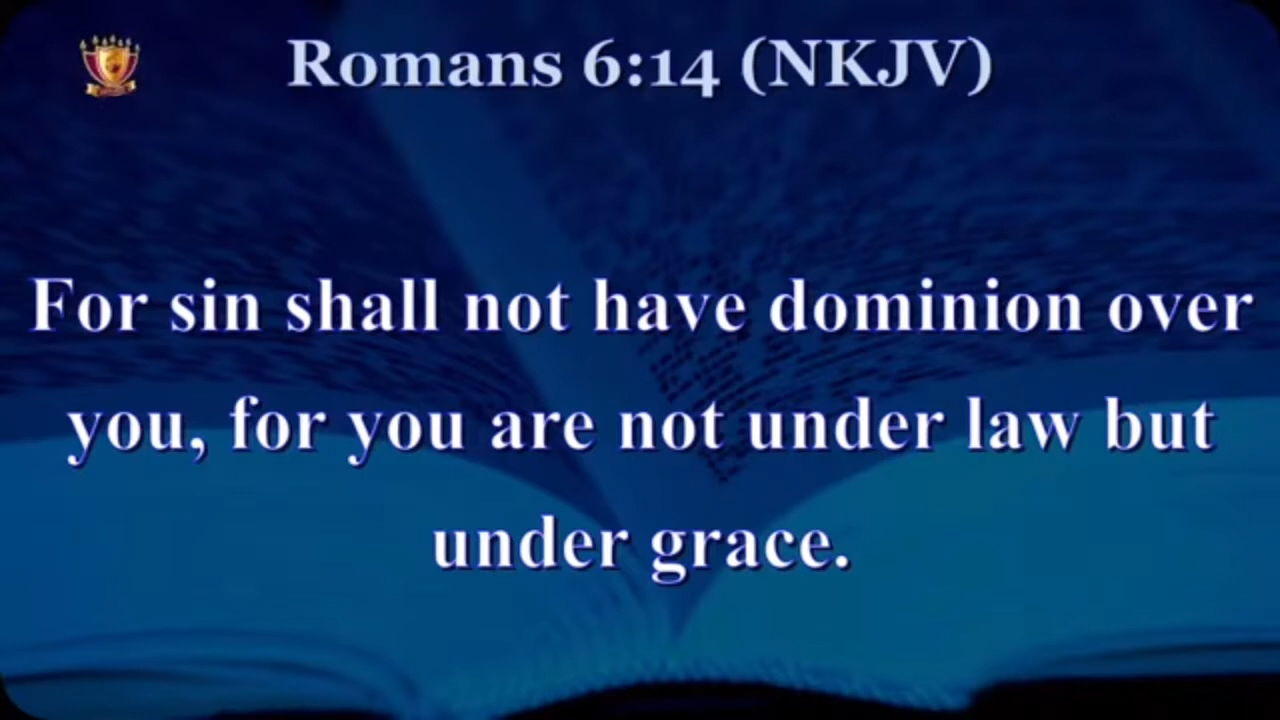 Romans 6:14 (NKJV)
For sin shall not have dominion over
you, for you are not under law but
under grace.